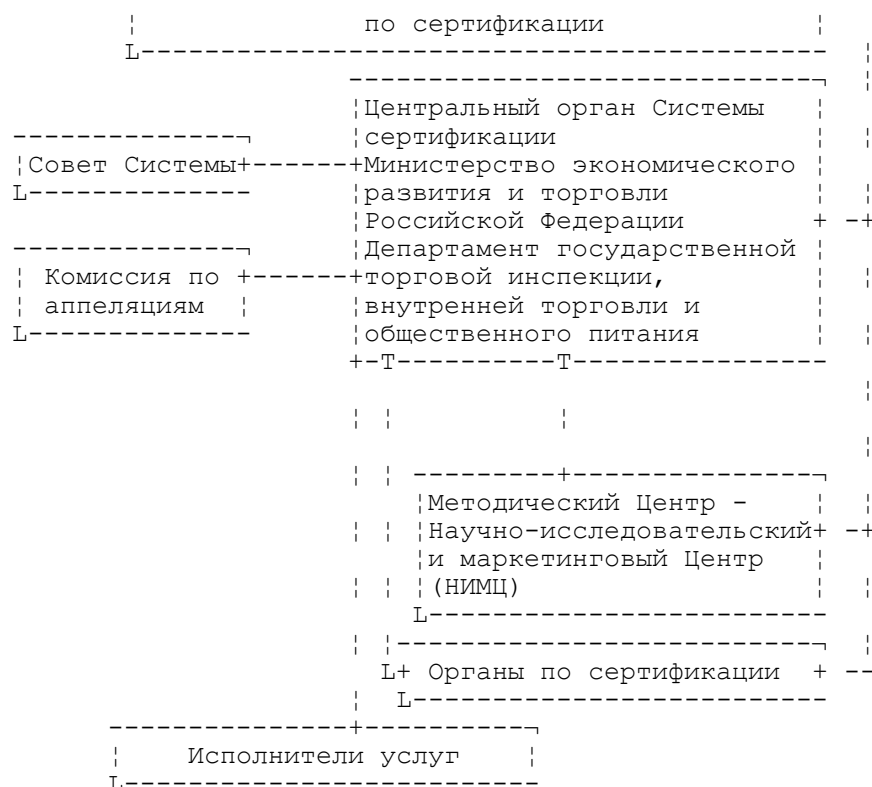 по сертификации
Центральный орган Системы
сертификации
Совет Системы
Министерство экономического
развития и торговли
Российской Федерации
Департамент государственной
Комиссия по
торговой инспекции,
аппеляциям
внутренней торговли и
общественного питания
Методический Центр -
Научно-исследовательский
и маркетинговый Центр
(НИМЦ)
Органы по сертификации
Исполнители услуг